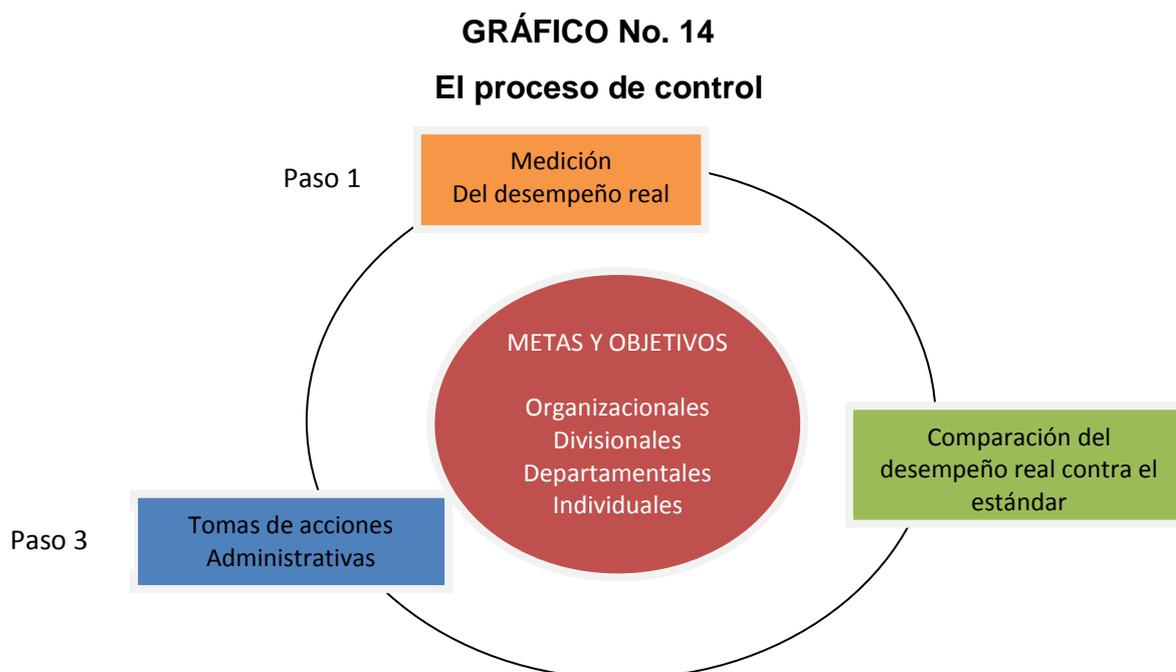 GRÁFICO No. 14
El proceso de control
Paso 1
Medición
Del desempeño real
METAS Y OBJETIVOS
Organizacionales
Divisionales
Departamentales
Individuales
Comparación del
desempeño real contra el
estándar
Paso 3
Tomas de acciones
Administrativas